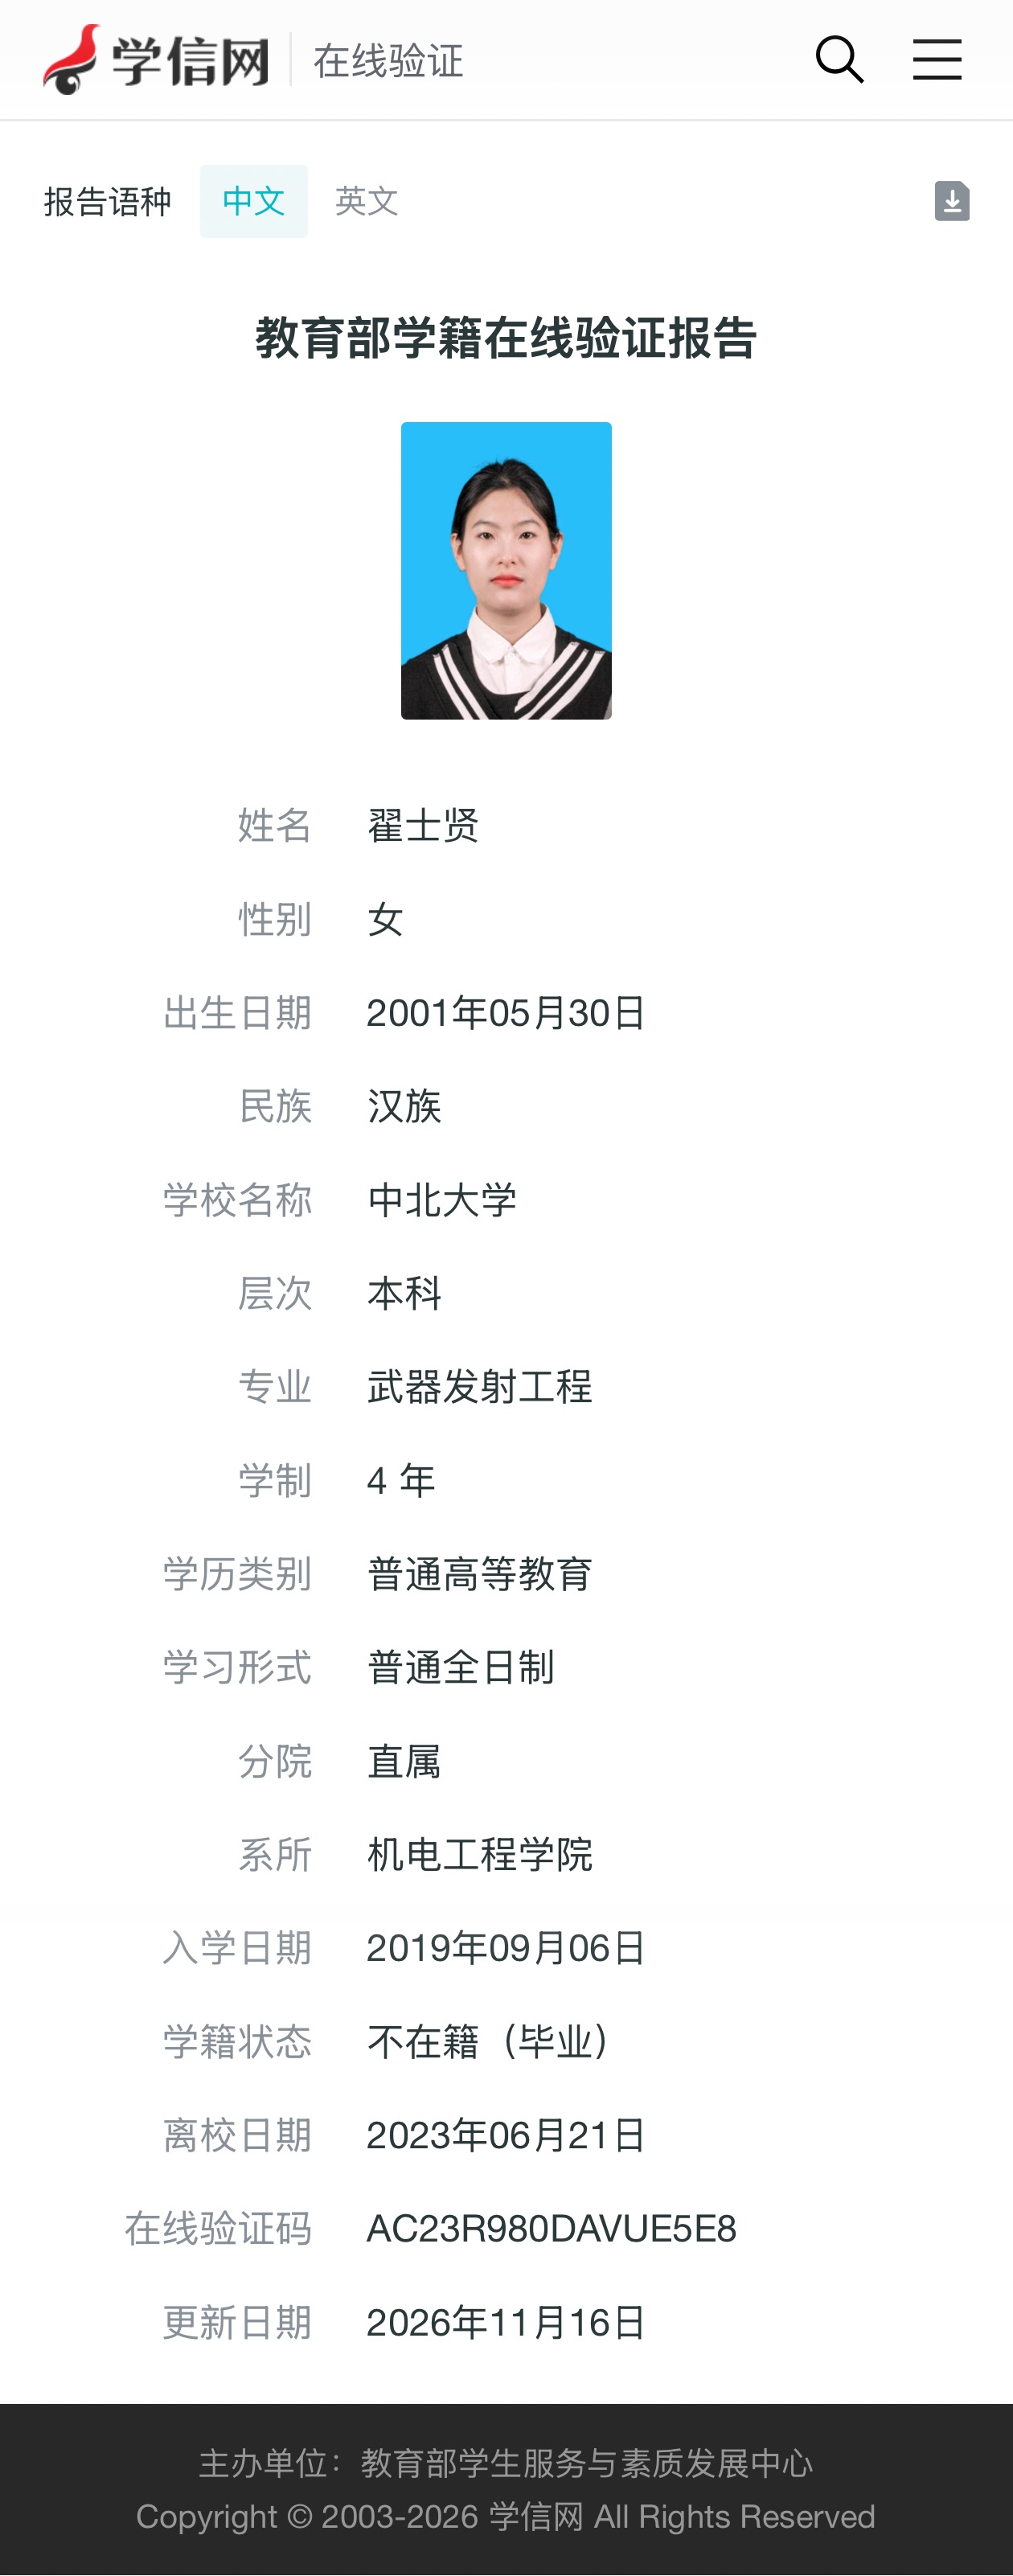 学信网 在线验证
报告语种 中文 英文
教育部学籍在线验证报告
姓名 翟士贤
性别 女
出生日期 2001年05月30日
民族 汉族
学校名称 中北大学
层次 本科
专业 武器发射工程
学制 4 年
学历类别 普通高等教育
学习形式 普通全日制
分院 直属
系所 机电工程学院
入学日期 2019年09月06日
学籍状态 不在籍（毕业）
离校日期 2023年06月21日
在线验证码 AC23R980DAVUE5E8
更新日期 2026年11月16日
主办单位：教育部学生服务与素质发展中心
Copyright © 2003-2026 学信网 All Rights Reserved